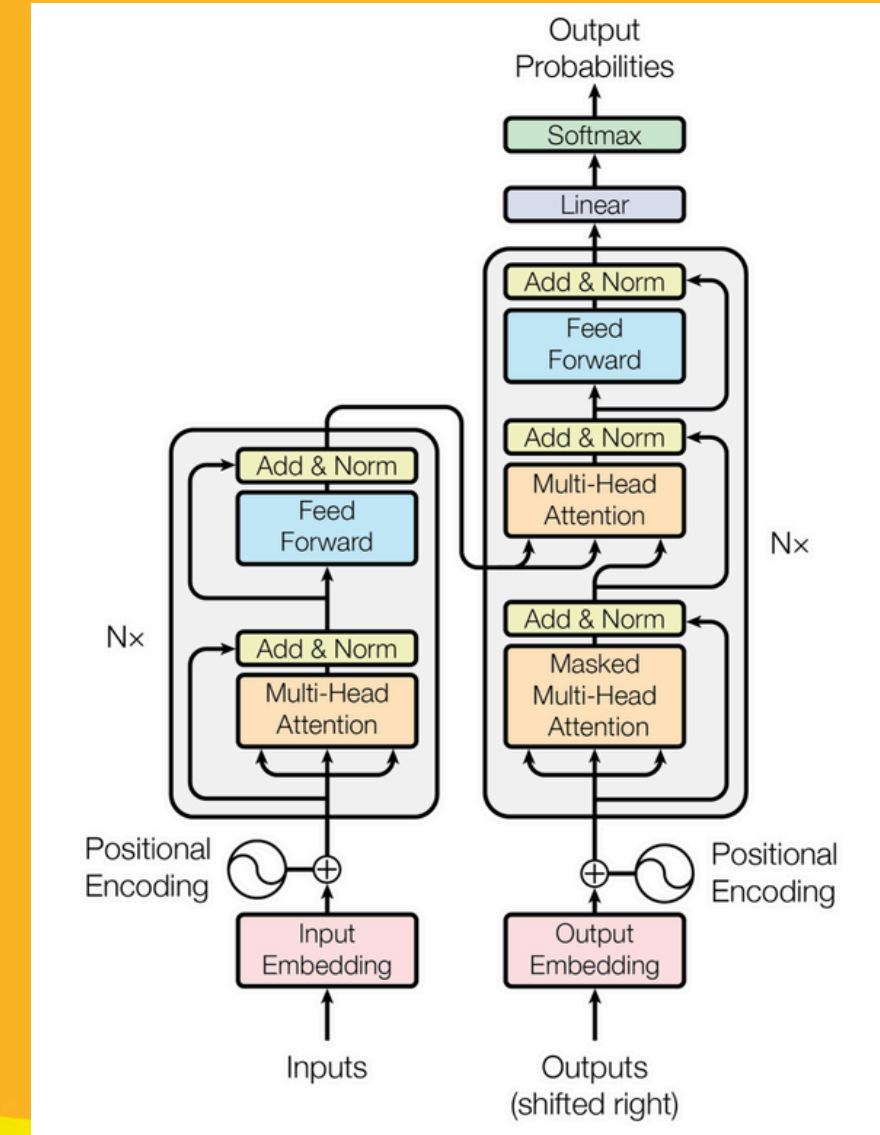 Output
Probabilities
Softmax
Linear
Add & Norm
Feed
Forward
Add & Norm
Multi-Head
Attention
Add & Norm
Masked
Multi-Head
Attention
Nx
Add & Norm
Feed
Forward
Add & Norm
Multi-Head
Attention
Nx
Positional
Encoding
Positional
Encoding
Input
Embedding
Output
Embedding
Inputs
Outputs
(shifted right)